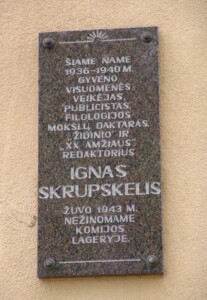 ŠIAME NAME
1936-1940 M.
GYVENO
VISUOMENĖS
VEIKĖJAS,
PUBLICISTAS,
FILOLOGIJOS
MOKSLŲ DAKTARAS,
„ŽIDINIO" IR
„XX AMŽIAUS"
REDAKTORIUS
IGNAS
SKRUPSKELIS
ŽUVO 1943 M.
NEŽINOMAME
KOMIJOS
LAGERYJE.